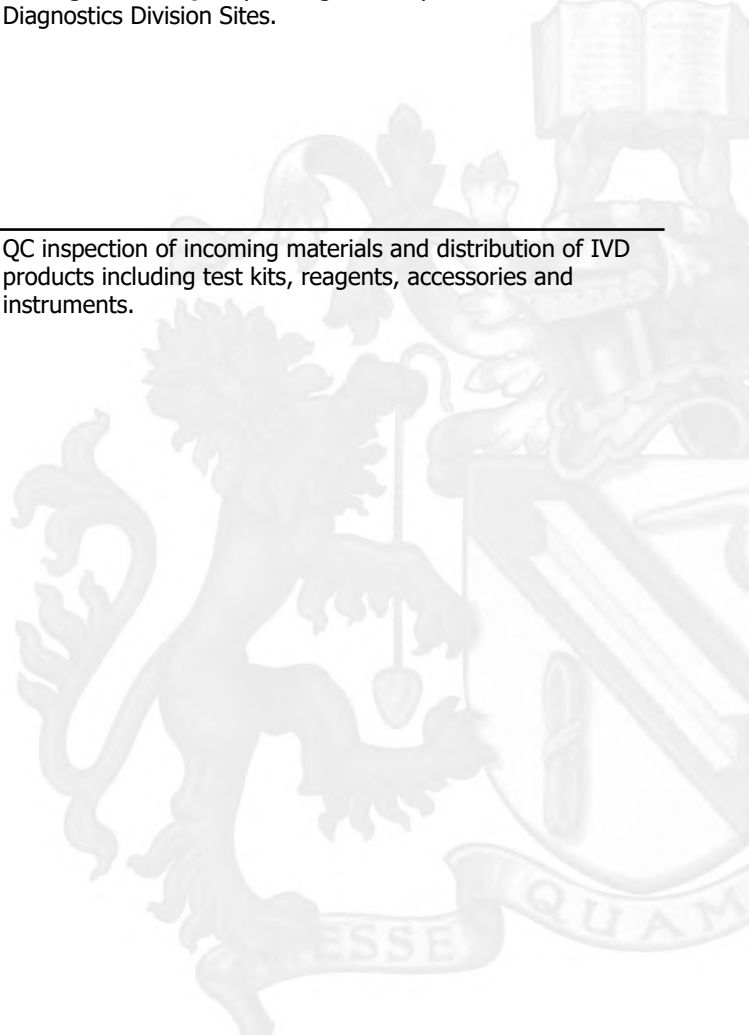 Diagnostics Division Sites.
QC inspection of incoming materials and distribution of IVD
products including test kits, reagents, accessories and
instruments.
ESSE
QUAM